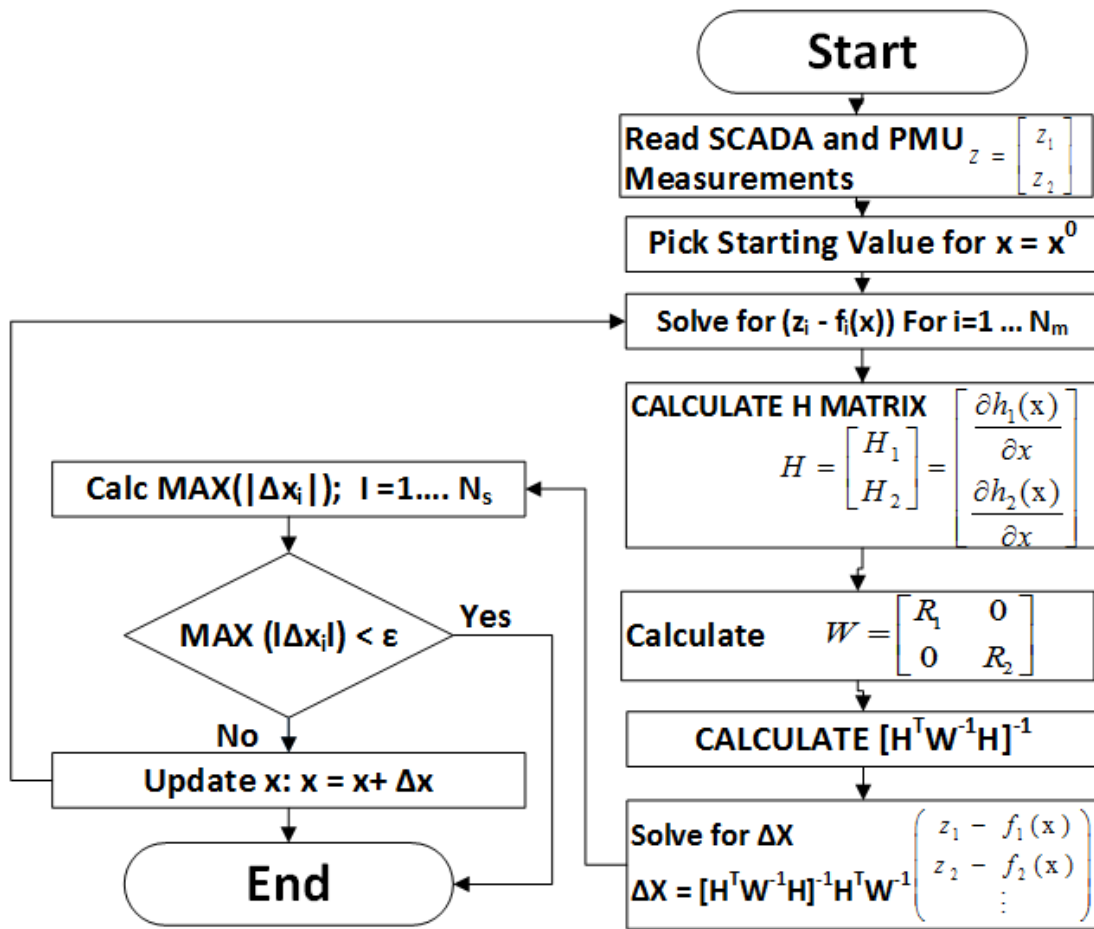 Start
Read SCADA and PMU
Measurements
z = [z₁
z₂]
Pick Starting Value for x = x⁰
Solve for (zᵢ - fᵢ(x)) For i=1 ... Nₘ
CALCULATE H MATRIX
H = [H₁
H₂] = [∂h₁(x)
∂x
∂h₂(x)
∂x]
Calculate W = [R₁ 0
0 R₂]
CALCULATE [HᵀW⁻¹H]⁻¹
Solve for ΔX
ΔX = [HᵀW⁻¹H]⁻¹HᵀW⁻¹(z₁ - f₁(x)
z₂ - f₂(x)
⋮)
Calc MAX(|Δxᵢ|); I =1.... Nₛ
MAX (IΔxᵢI) < ε
Yes
No
Update x: x = x+ Δx
End